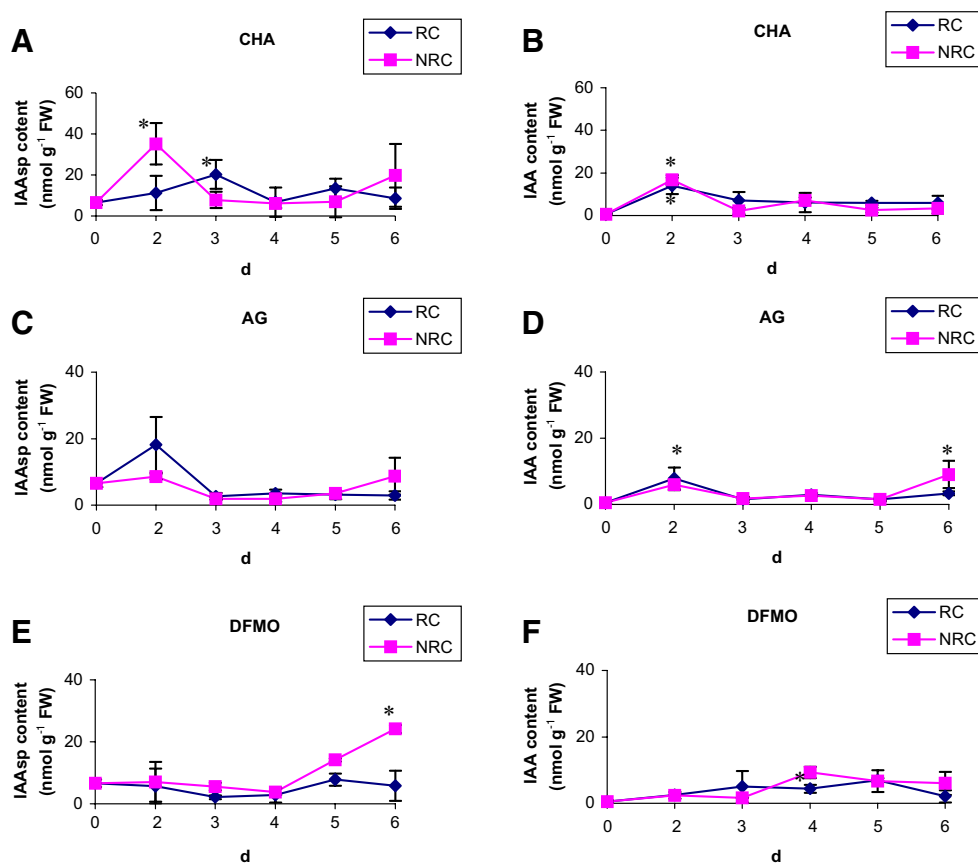 A
CHA
RC
NRC
IAAsp cotent
(nmol g-1 FW)
60
40
20
0
*
*
0 2 3 4 5 6
d
B
CHA
RC
NRC
IAA content
(nmol g-1 FW)
60
40
20
0
*
*
0 2 3 4 5 6
d
C
AG
RC
NRC
IAAsp content
(nmol g-1 FW)
40
20
0
0 2 3 4 5 6
d
D
AG
RC
NRC
IAA content
(nmol g-1 FW)
40
20
0
*
*
0 2 3 4 5 6
d
E
DFMO
RC
NRC
IAAsp content
(nmol g-1 FW)
40
20
0
*
0 2 3 4 5 6
d
F
DFMO
RC
NRC
IAA content
(nmol g-1 FW)
40
20
0
*
0 2 3 4 5 6
d